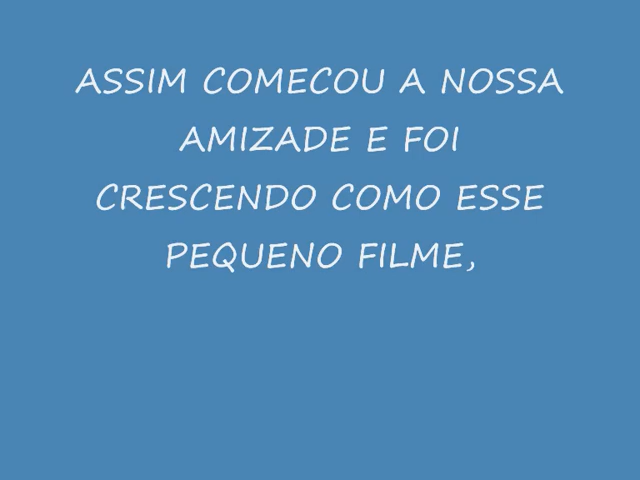 ASSIM COMECOU A NOSSA
AMIZADE E FOI
CRESCENDO COMO ESSE
PEQUENO FILME,